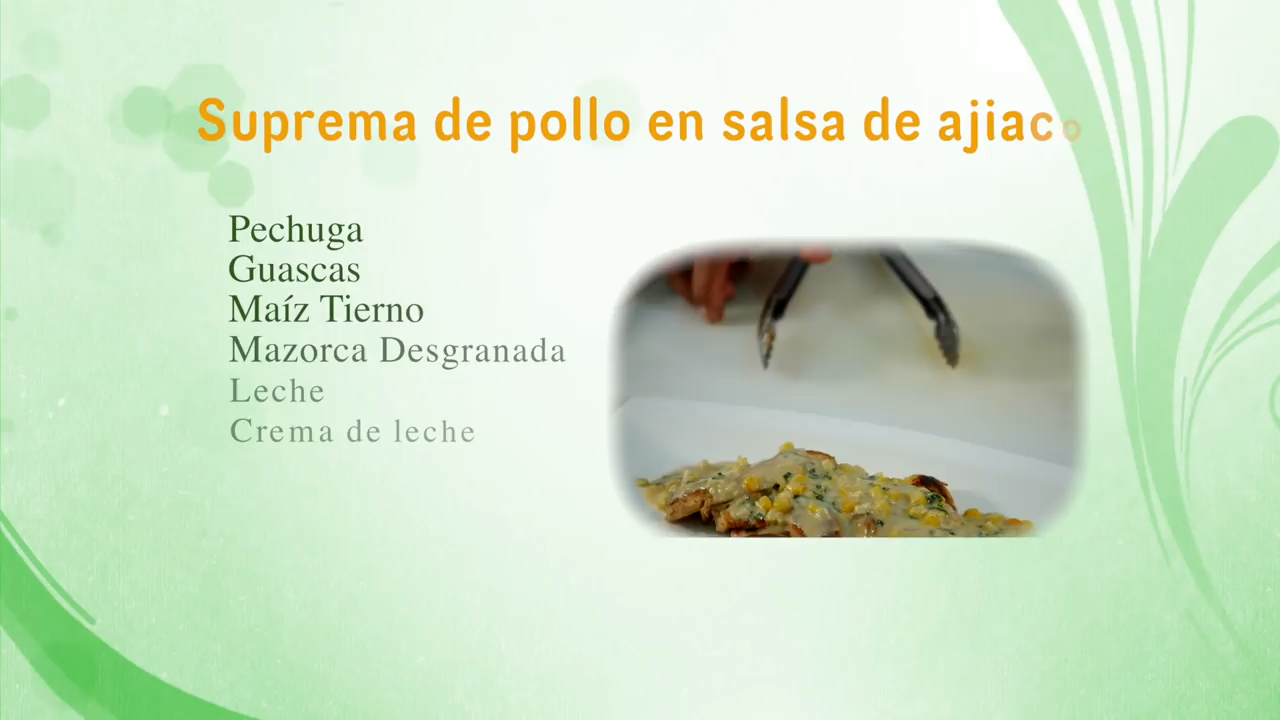 Suprema de pollo en salsa de ajiaco
Pechuga
Guascas
Maíz Tierno
Mazorca Desgranada
Leche
Crema de leche